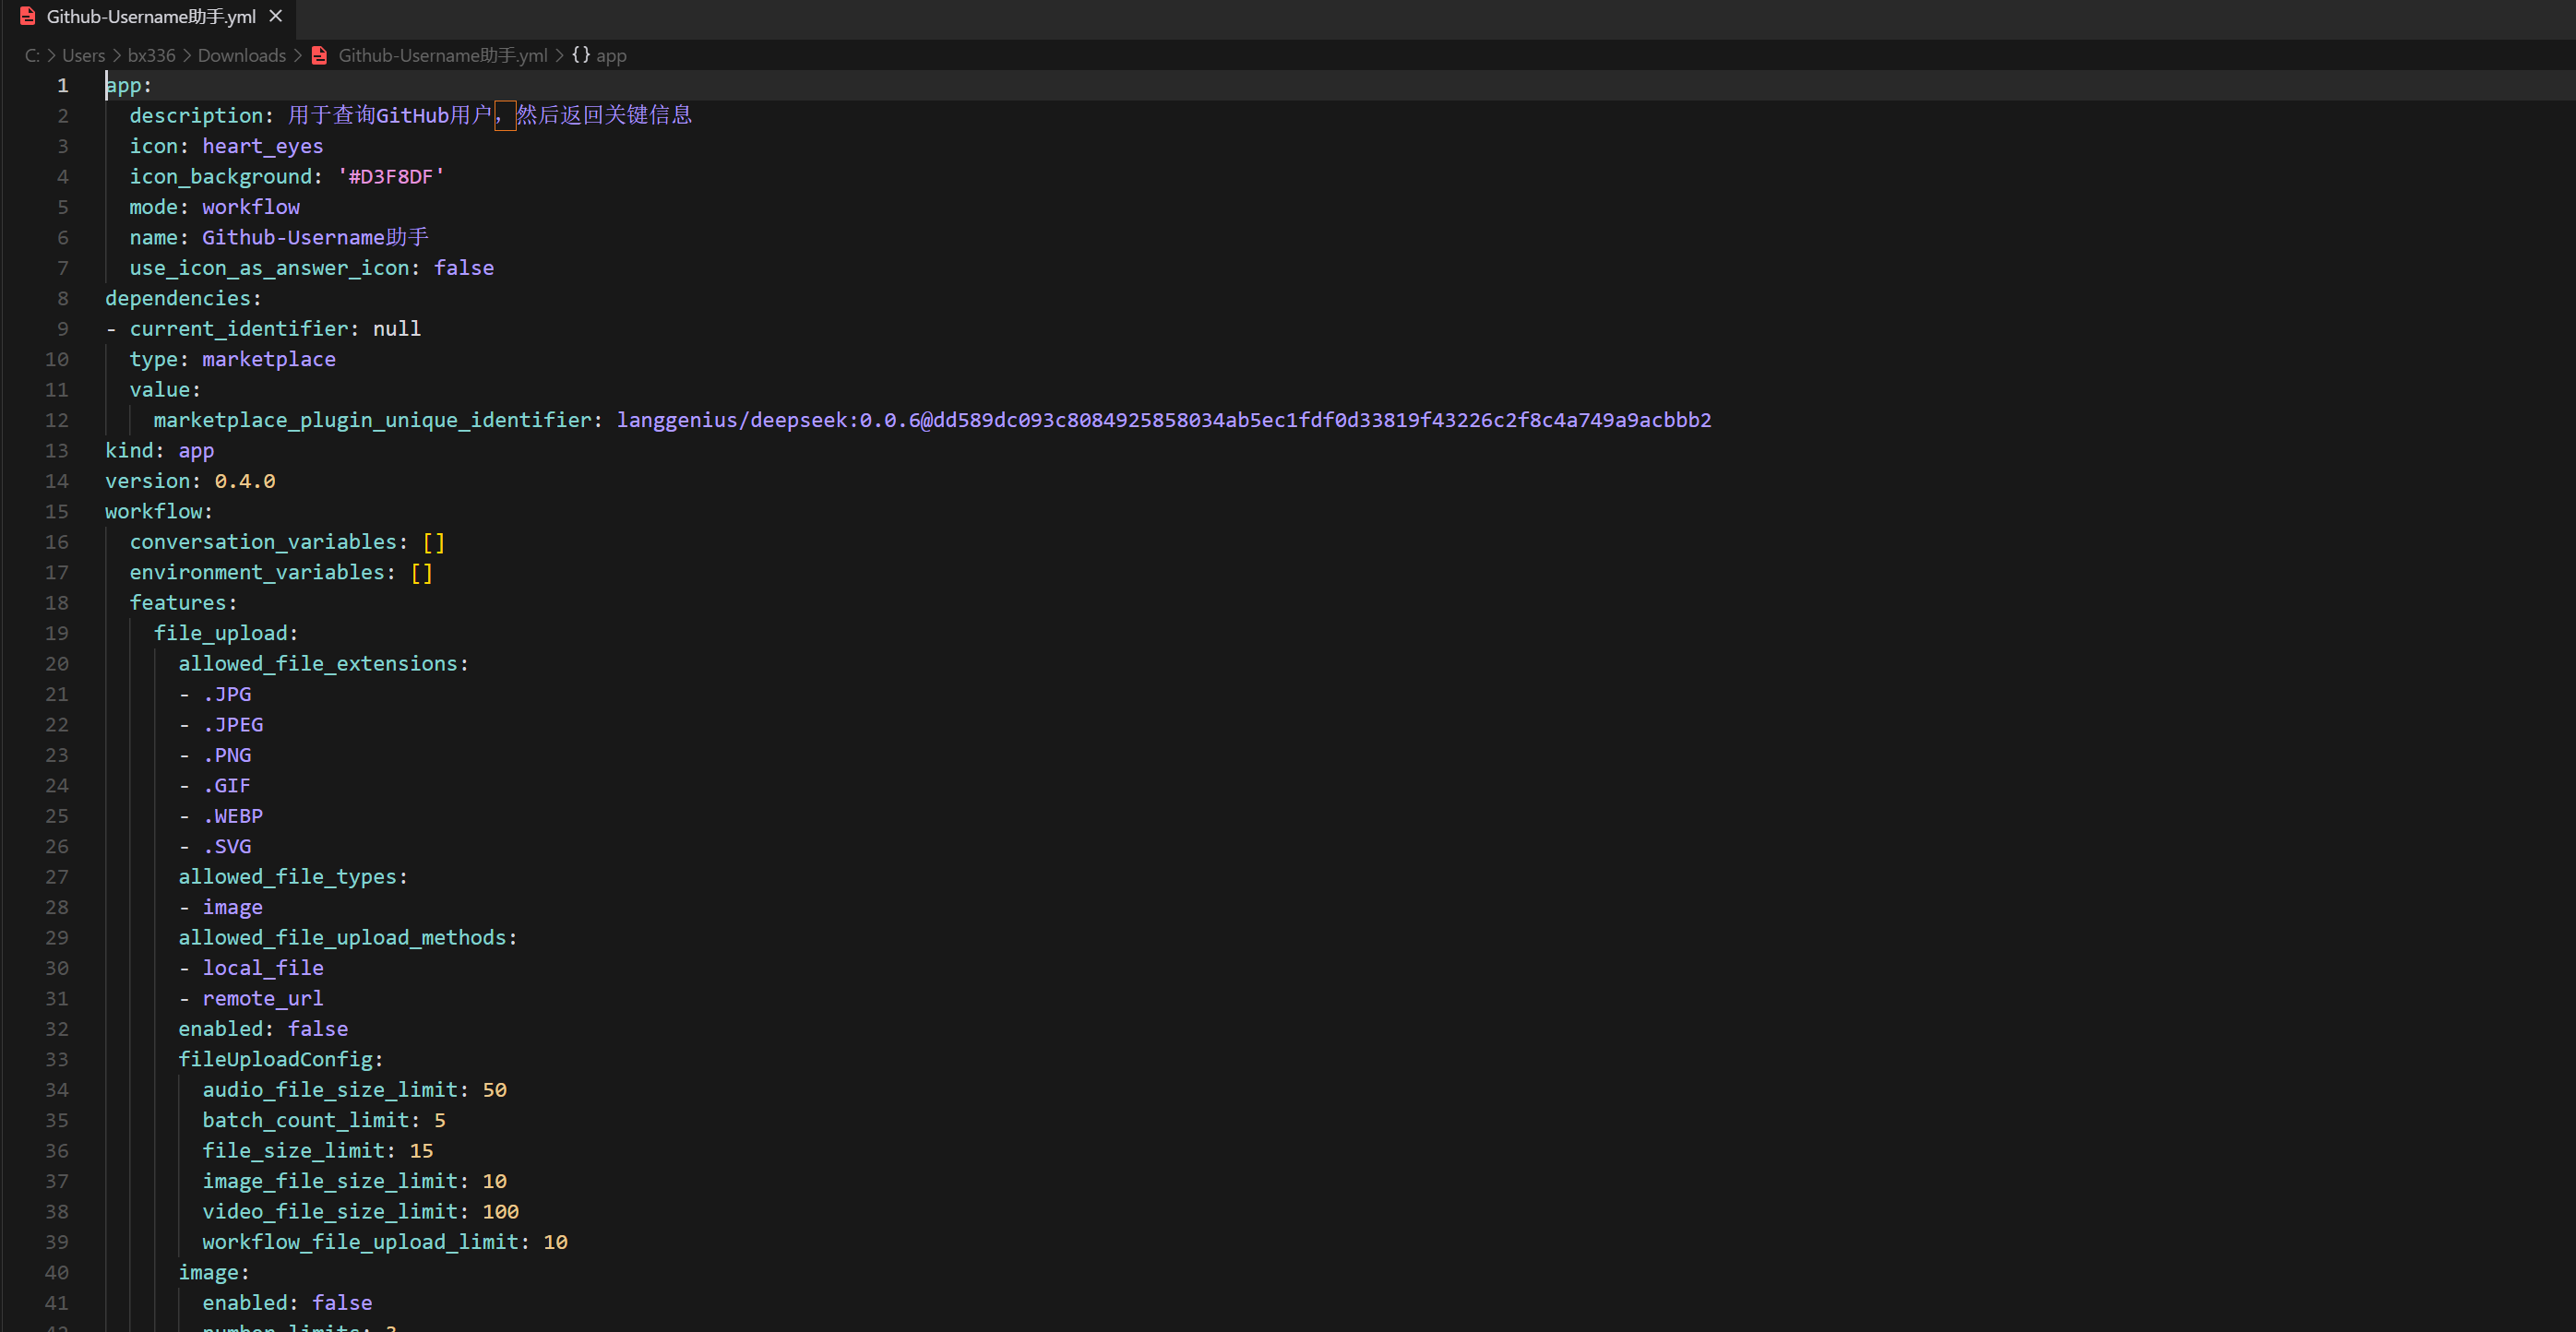 Github-Username助手.yml
C: > Users > bx336 > Downloads > Github-Username助手.yml > {} app
1 app:
2 description: 用于查询GitHub用户，然后返回关键信息
3 icon: heart_eyes
4 icon_background: '#D3F8DF'
5 mode: workflow
6 name: Github-Username助手
7 use_icon_as_answer_icon: false
8 dependencies:
9 - current_identifier: null
10 type: marketplace
11 value:
12 marketplace_plugin_unique_identifier: langgenius/deepseek:0.0.6@dd589dc093c8084925858034ab5ec1fdf0d33819f43226c2f8c4a749a9acbbb2
13 kind: app
14 version: 0.4.0
15 workflow:
16 conversation_variables: []
17 environment_variables: []
18 features:
19 file_upload:
20 allowed_file_extensions:
21 - .JPG
22 - .JPEG
23 - .PNG
24 - .GIF
25 - .WEBP
26 - .SVG
27 allowed_file_types:
28 - image
29 allowed_file_upload_methods:
30 - local_file
31 - remote_url
32 enabled: false
33 fileUploadConfig:
34 audio_file_size_limit: 50
35 batch_count_limit: 5
36 file_size_limit: 15
37 image_file_size_limit: 10
38 video_file_size_limit: 100
39 workflow_file_upload_limit: 10
40 image:
41 enabled: false
42 number_limits: 3